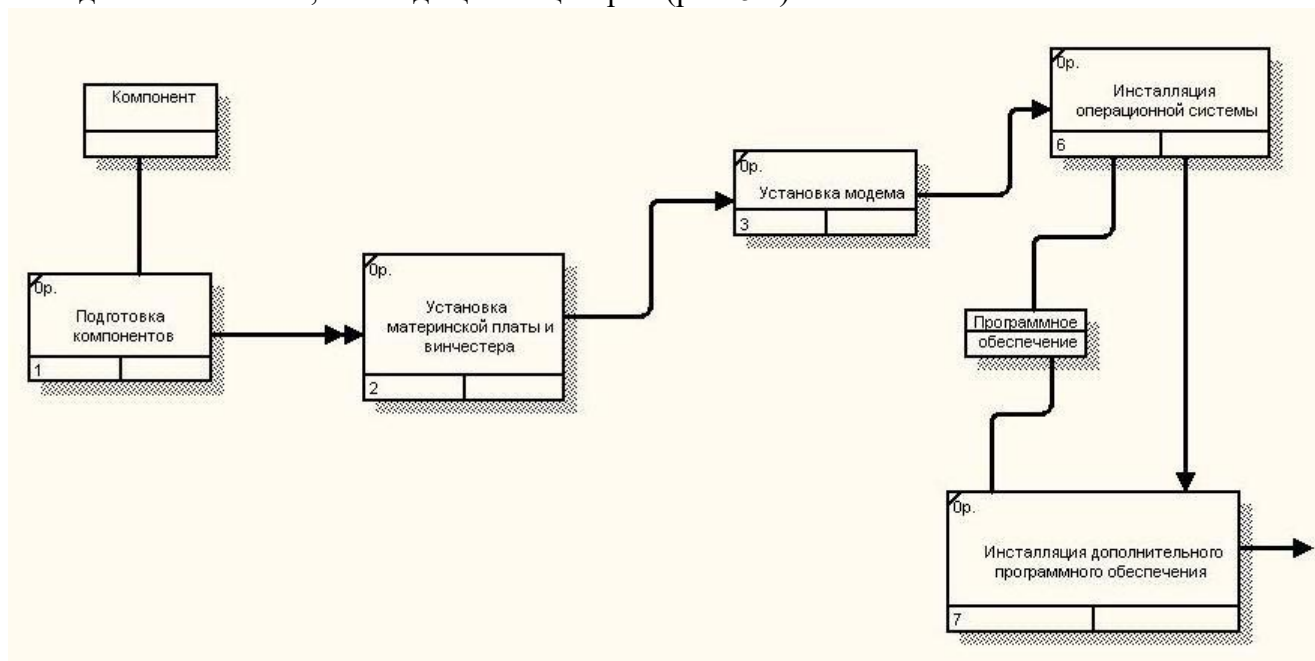 Компонент
0р.
Подготовка
компонентов
1
0р.
Установка
материнской платы и
винчестера
2
0р.
Установка модема
3
0р.
Инсталляция
операционной системы
6
Программное
обеспечение
0р.
Инсталляция дополнительного
программного обеспечения
7